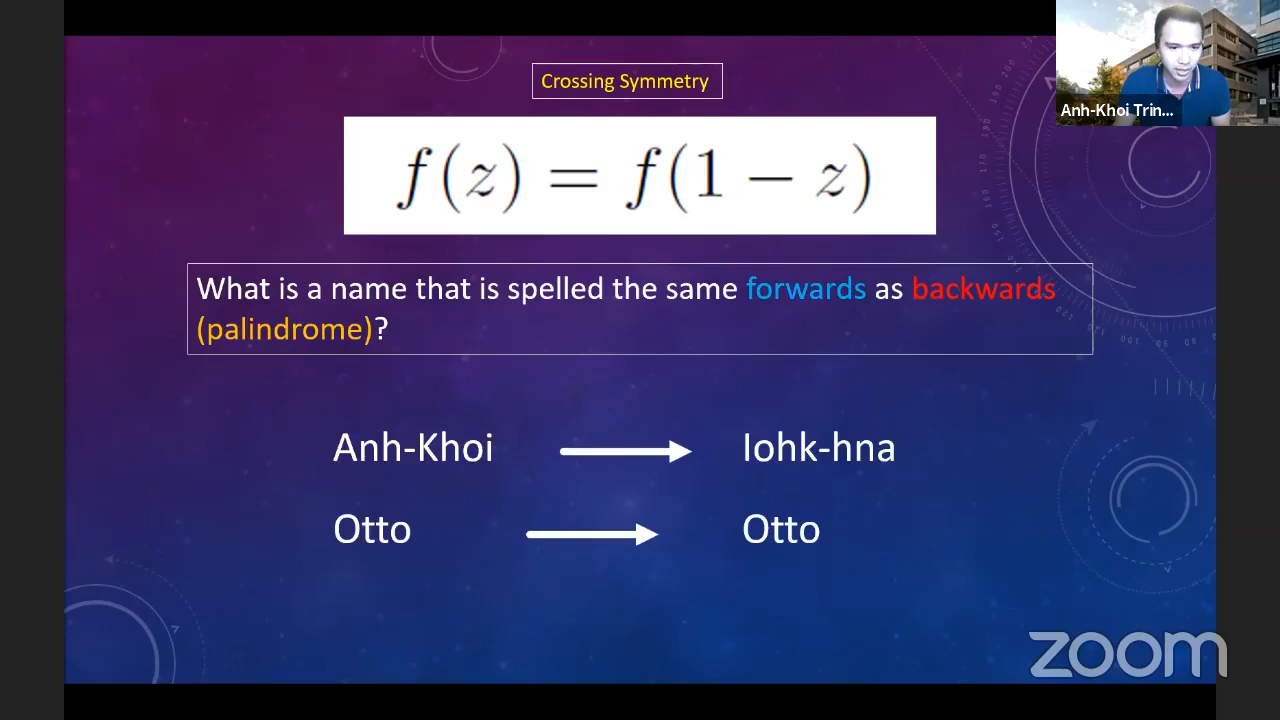 Crossing Symmetry
f(z) = f(1 − z)
What is a name that is spelled the same forwards as backwards
(palindrome)?
Anh-Khoi Iohk-hna
Otto Otto
Anh-Khoi Trin...
zoom